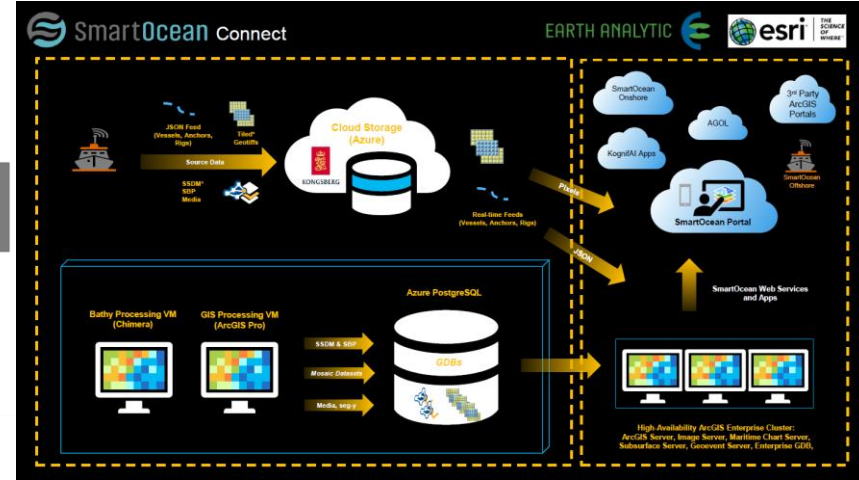 SmartOcean Connect
EARTH ANALYTIC
esri
THE
SCIENCE
OF
WHERE
JSON Feed
(Vessels, Anchors,
Rigs)
Tiled*
Geotiffs
Source Data
SSDM*
SBP
Media
Cloud Storage
(Azure)
KONGSBERG
Real-time Feeds
(Vessels, Anchors, Rigs)
Pixels
JSON
SmartOcean
Onshore
3rd Party
ArcGIS
Portals
AGOL
KognifAI Apps
SmartOcean
Offshore
SmartOcean Portal
SmartOcean Web Services
and Apps
Bathy Processing VM
(Chimera)
GIS Processing VM
(ArcGIS Pro)
SSDM & SBP
Mosaic Datasets
Media, seg-y
Azure PostgreSQL
GDBs
High-Availability ArcGIS Enterprise Cluster:
ArcGIS Server, Image Server, Maritime Chart Server,
Subsurface Server, Geoevent Server, Enterprise GDB,